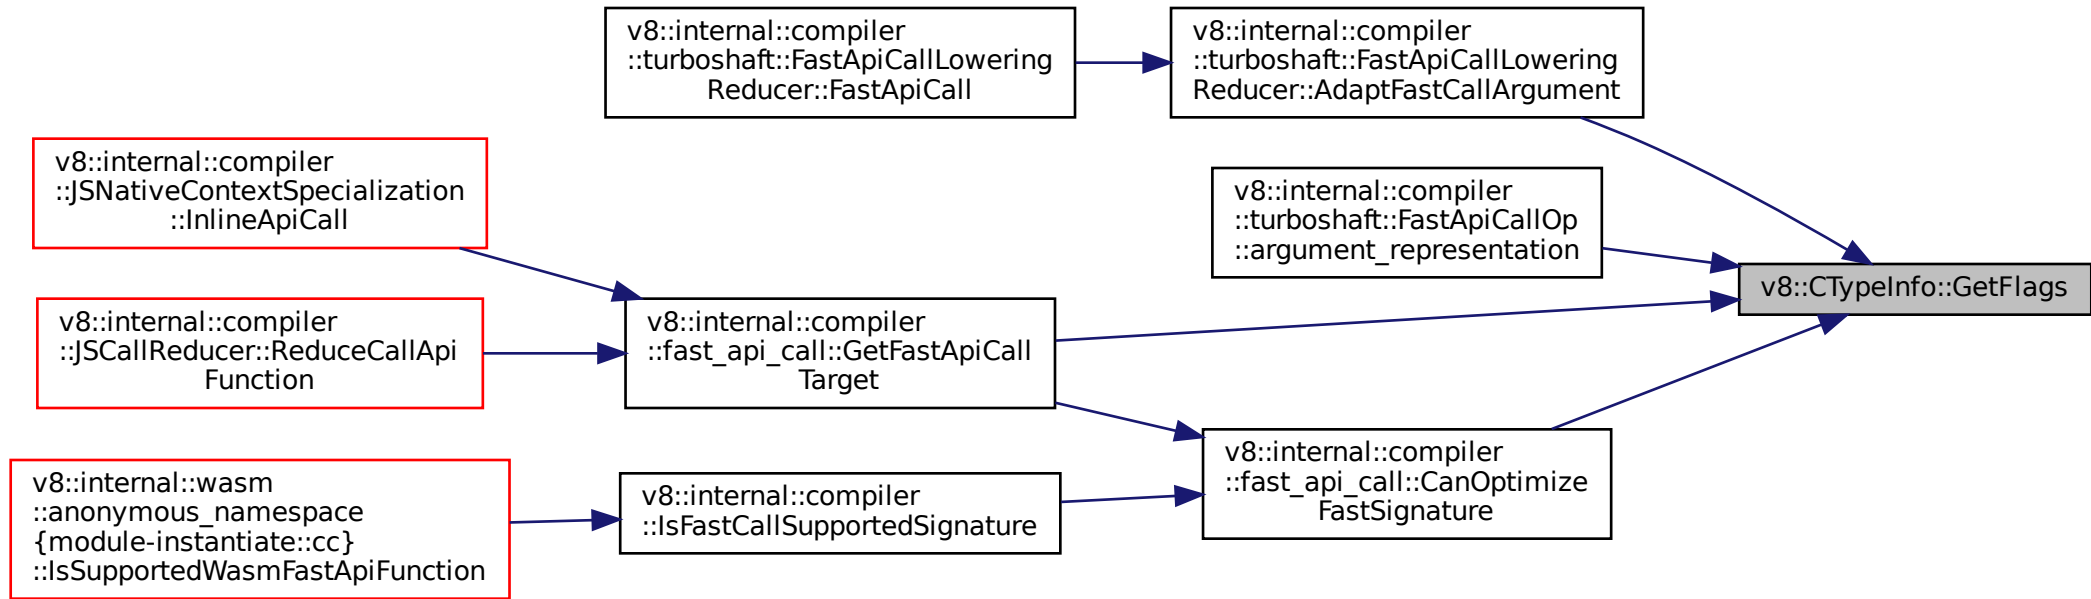 v8::internal::compiler
::turboshaft::FastApiCallLowering
Reducer::FastApiCall
v8::internal::compiler
::turboshaft::FastApiCallLowering
Reducer::AdaptFastCallArgument
v8::internal::compiler
::JSNativeContextSpecialization
::InlineApiCall
v8::internal::compiler
::turboshaft::FastApiCallOp
::argument_representation
v8::CTypeInfo::GetFlags
v8::internal::compiler
::JSCallReducer::ReduceCallApi
Function
v8::internal::compiler
::fast_api_call::GetFastApiCall
Target
v8::internal::compiler
::fast_api_call::CanOptimize
FastSignature
v8::internal::wasm
::anonymous_namespace
{module-instantiate::cc}
::IsSupportedWasmFastApiFunction
v8::internal::compiler
::IsFastCallSupportedSignature